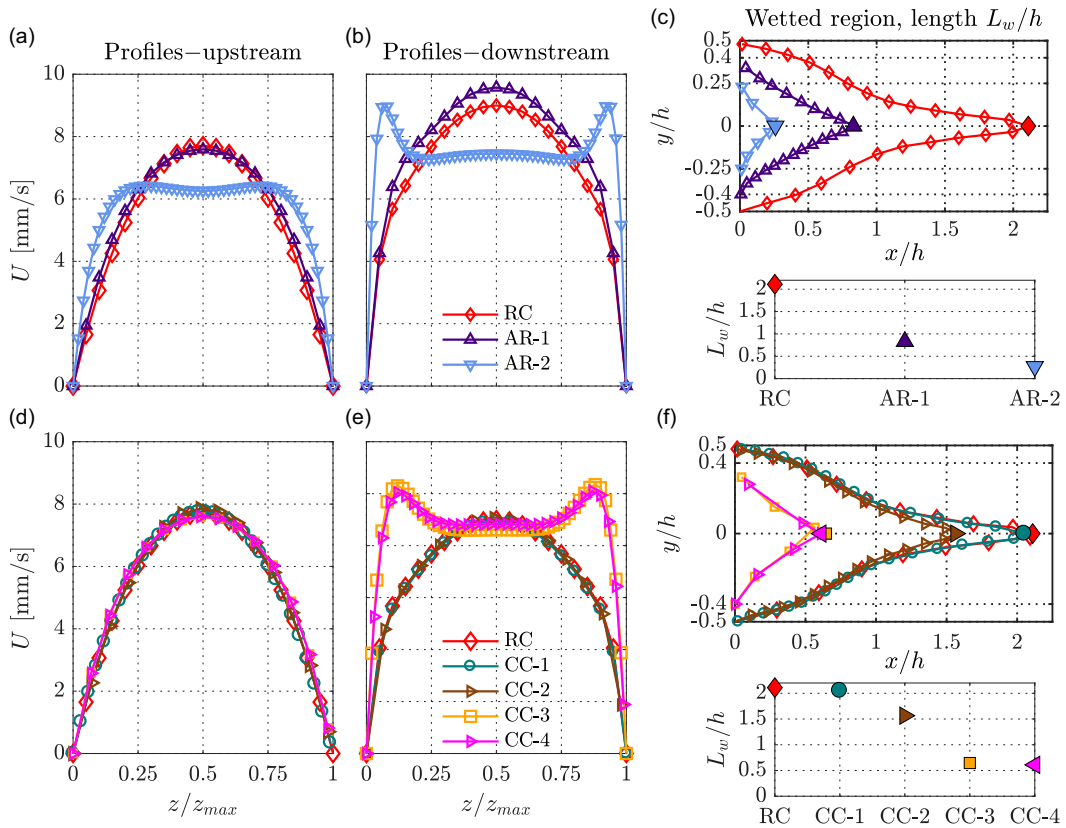 (a)
Profiles−upstream
(b)
Profiles−downstream
(c)
Wetted region, length L_w/h
10
8
6
4
2
0
U [mm/s]
RC
AR-1
AR-2
0.5
0.25
0
-0.25
-0.4
-0.5
y/h
0 0.5 1 1.5 2
x/h
2
1.5
1
0.5
0
L_w/h
RC AR-1 AR-2
(d)
(e)
(f)
10
8
6
4
2
0
U [mm/s]
0 0.25 0.5 0.75 1
z/z_max
RC
CC-1
CC-2
CC-3
CC-4
0 0.25 0.5 0.75 1
z/z_max
0.5
0.4
0
-0.4
-0.5
y/h
0 0.5 1 1.5 2
x/h
2
1.5
1
0.5
0
L_w/h
RC CC-1 CC-2 CC-3 CC-4